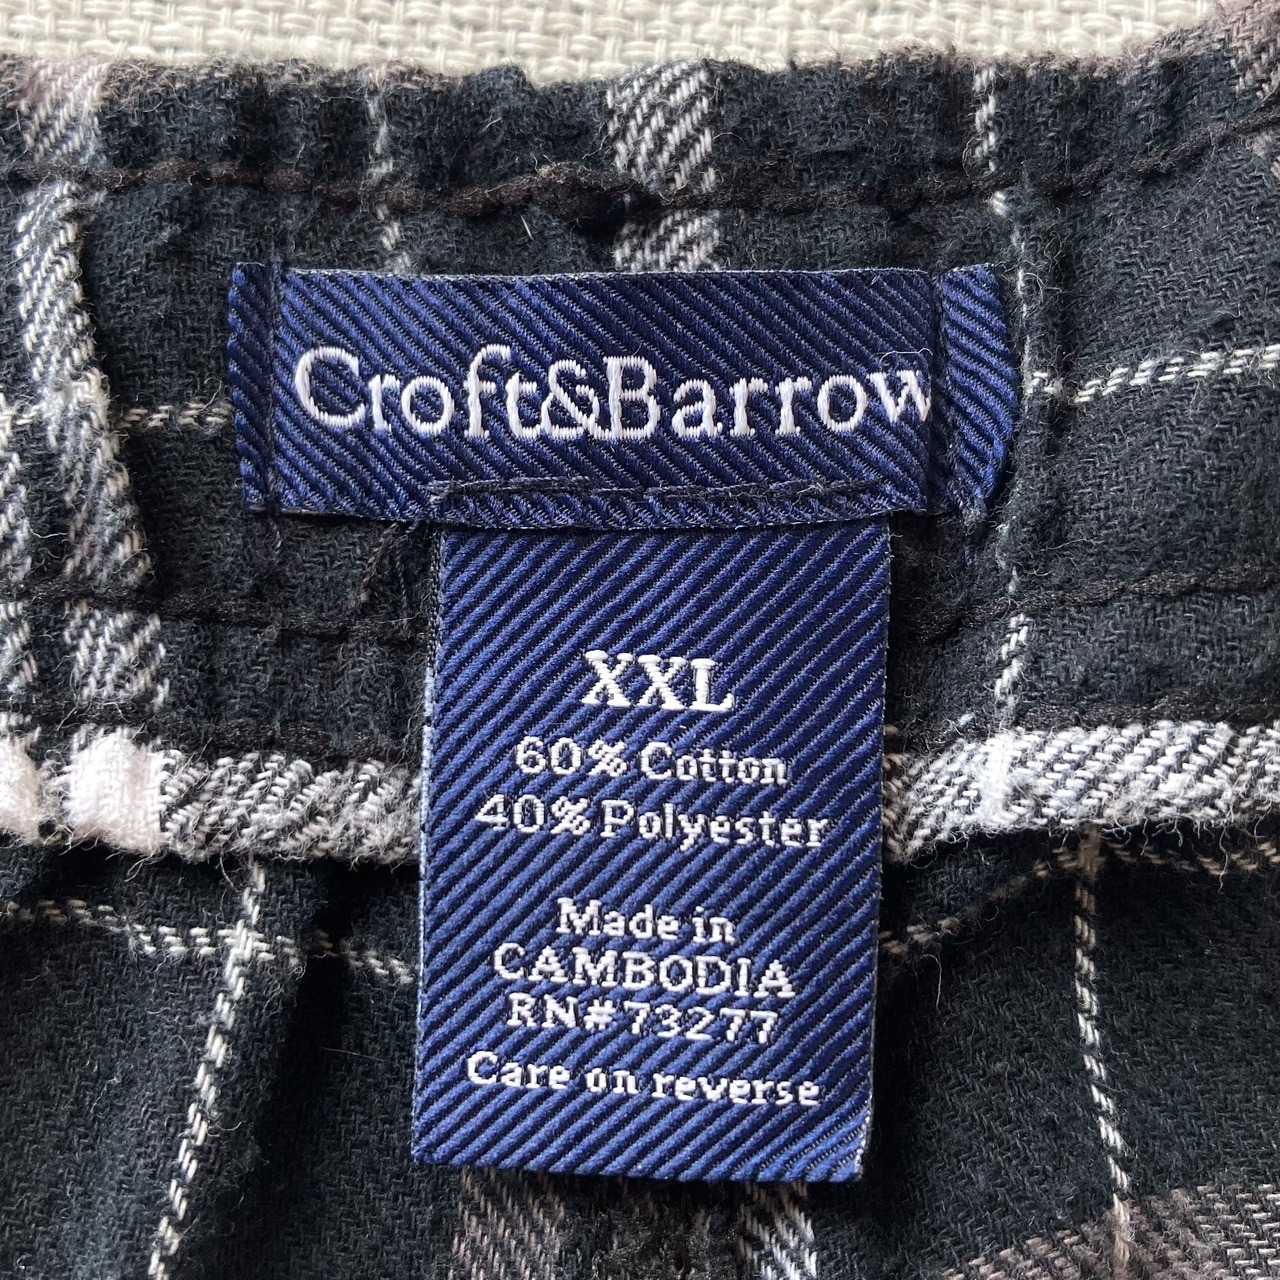 Croft&Barrow
XXL
60% Cotton
40% Polyester
Made in
CAMBODIA
RN#73277
Care on reverse